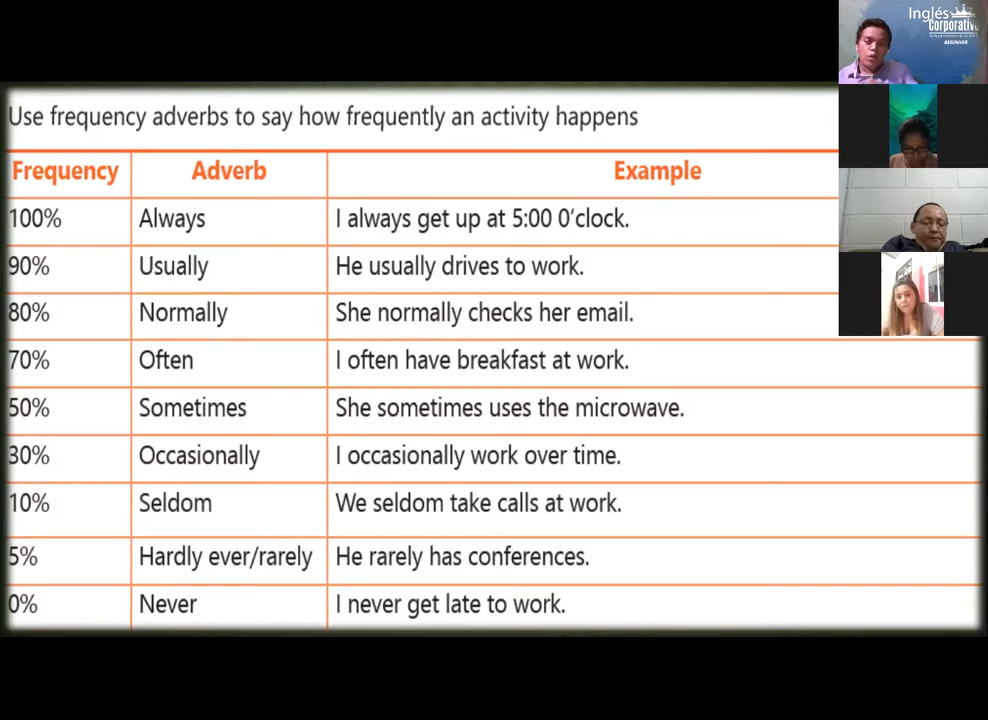 Inglés
Corporativo
BEGINNER
Use frequency adverbs to say how frequently an activity happens
Frequency Adverb Example
100% Always I always get up at 5:00 0'clock.
90% Usually He usually drives to work.
80% Normally She normally checks her email.
70% Often I often have breakfast at work.
50% Sometimes She sometimes uses the microwave.
30% Occasionally I occasionally work over time.
10% Seldom We seldom take calls at work.
5% Hardly ever/rarely He rarely has conferences.
0% Never I never get late to work.